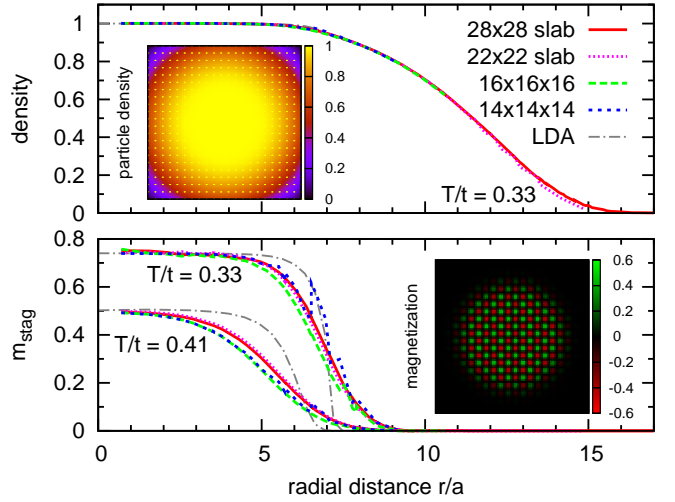 density
1
0.8
0.6
0.4
0.2
0
particle density
1
0.8
0.6
0.4
0.2
0
28x28 slab
22x22 slab
16x16x16
14x14x14
LDA
T/t = 0.33
m_stag
0.8
0.6
0.4
0.2
0
T/t = 0.33
T/t = 0.41
magnetization
0.6
0.4
0.2
0
-0.2
-0.4
-0.6
0 5 10 15
radial distance r/a